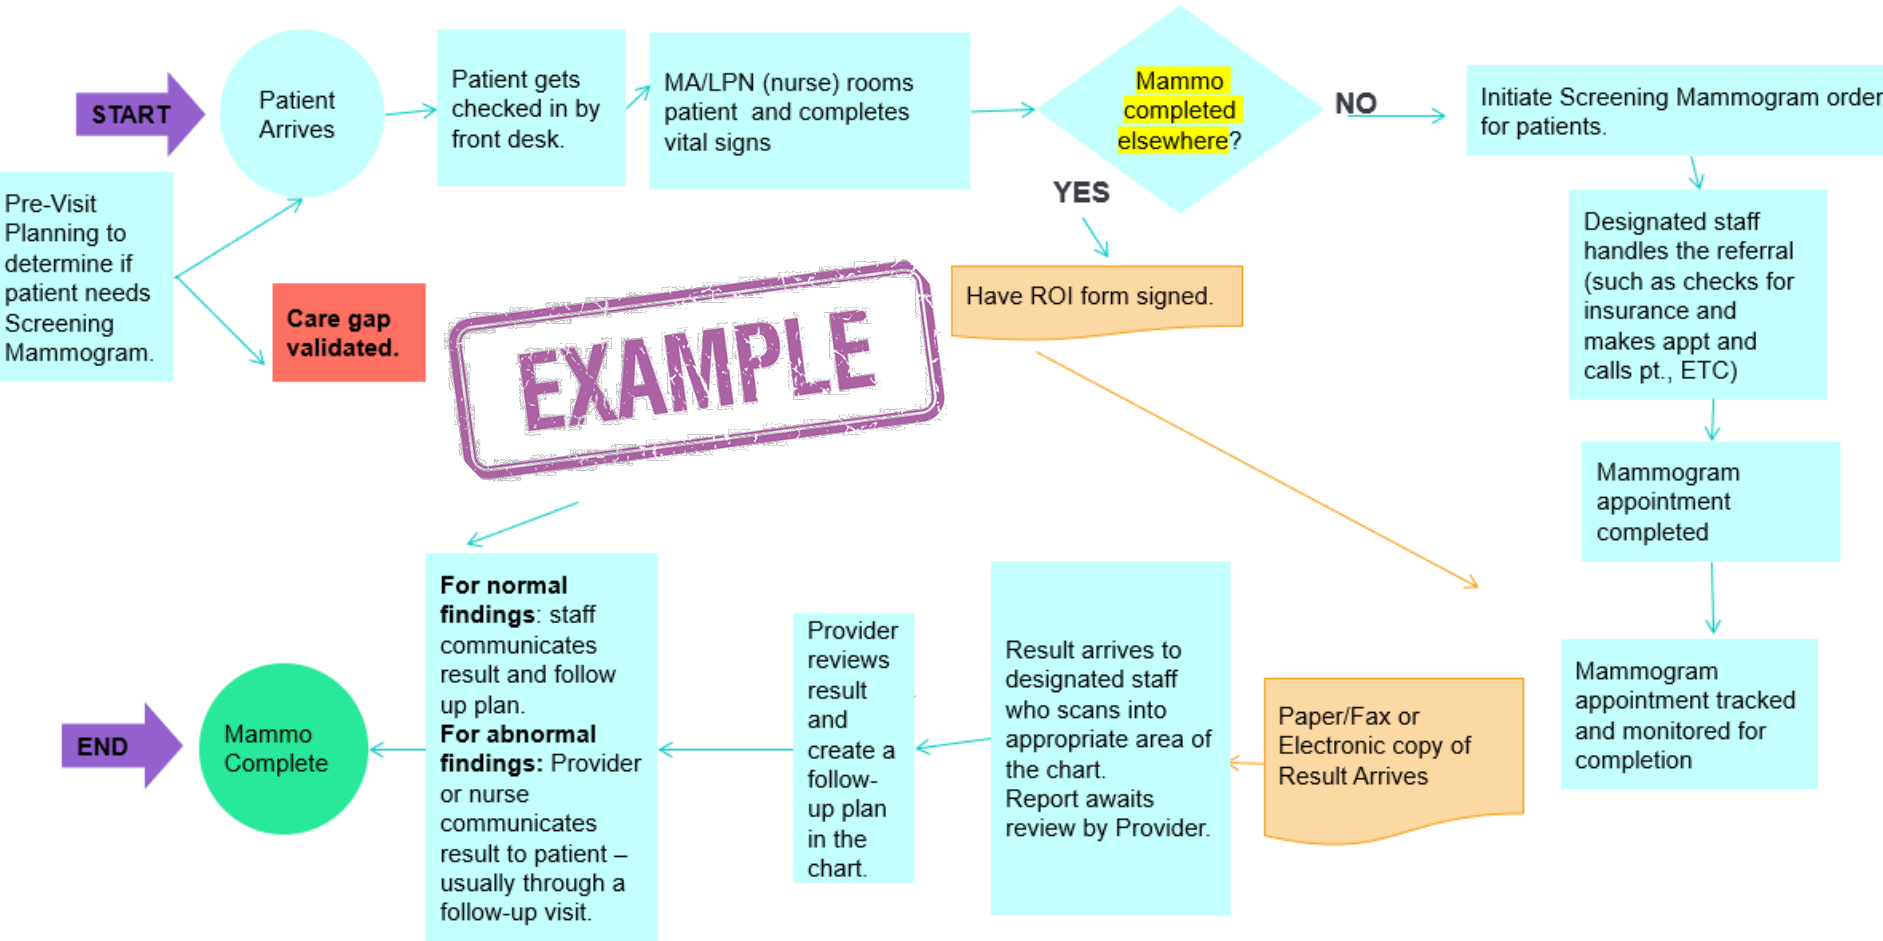 START
Patient
Arrives
Patient gets
checked in by
front desk.
MA/LPN (nurse) rooms
patient  and completes
vital signs
Mammo
completed
elsewhere?
NO
Initiate Screening Mammogram order
for patients.
YES
Pre-Visit
Planning to
determine if
patient needs
Screening
Mammogram.
Care gap
validated.
EXAMPLE
Have ROI form signed.
Designated staff
handles the referral
(such as checks for
insurance and
makes appt and
calls pt., ETC)
Mammogram
appointment
completed
Mammogram
appointment tracked
and monitored for
completion
Paper/Fax or
Electronic copy of
Result Arrives
Result arrives to
designated staff
who scans into
appropriate area of
the chart.
Report awaits
review by Provider.
Provider
reviews
result
and
create a
follow-
up plan
in the
chart.
For normal
findings: staff
communicates
result and follow
up plan.
For abnormal
findings: Provider
or nurse
communicates
result to patient –
usually through a
follow-up visit.
Mammo
Complete
END